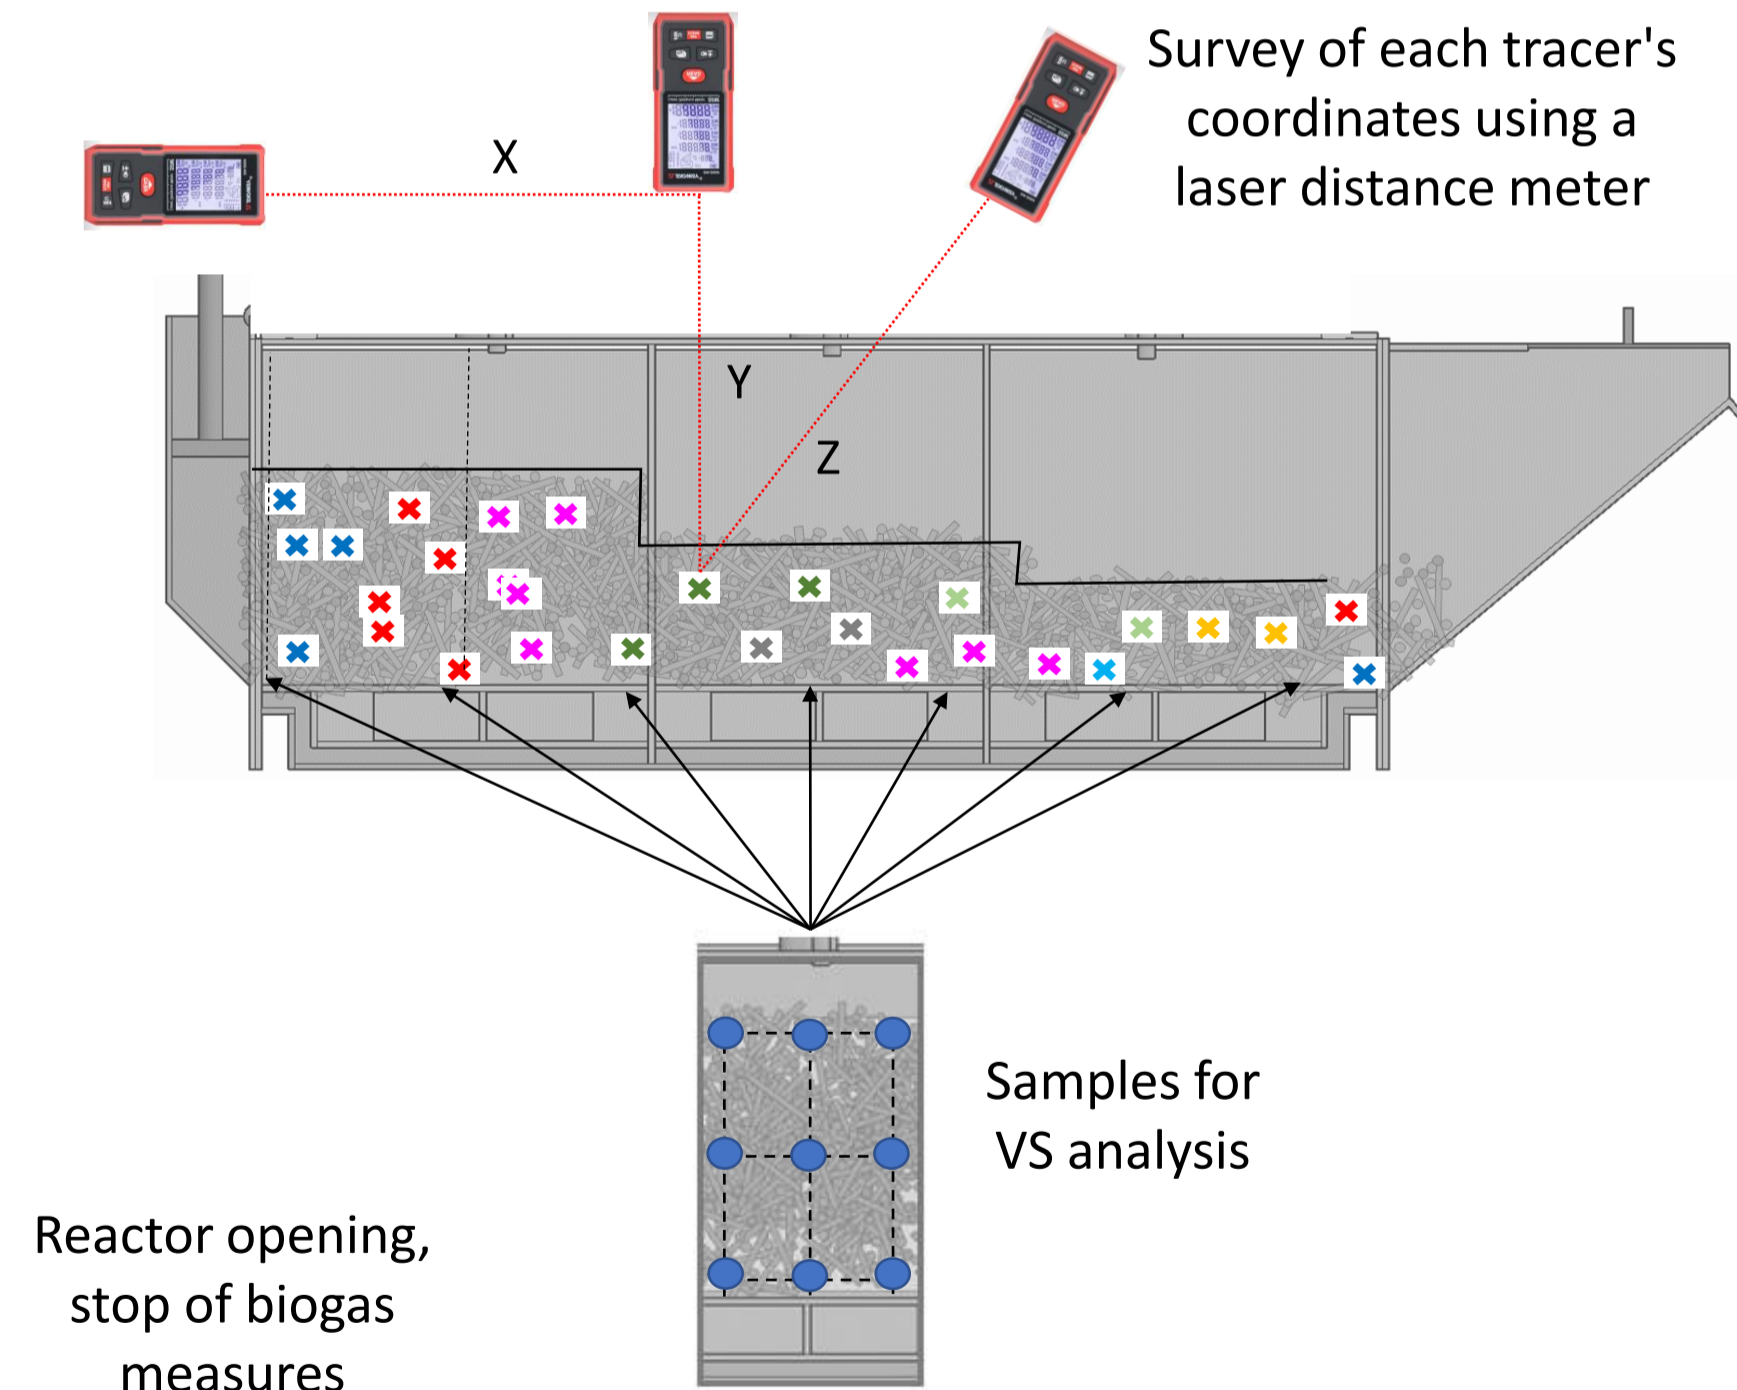 Survey of each tracer's
coordinates using a
laser distance meter
X
Y
Z
Samples for
VS analysis
Reactor opening,
stop of biogas
measures